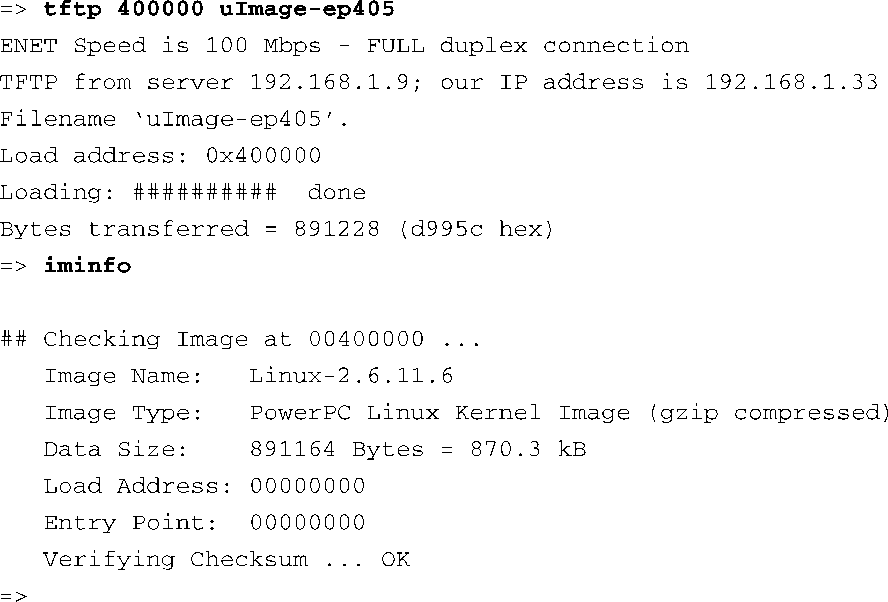 => tftp 400000 uImage-ep405
ENET Speed is 100 Mbps - FULL duplex connection
TFTP from server 192.168.1.9; our IP address is 192.168.1.33
Filename ‘uImage-ep405’.
Load address: 0x400000
Loading: ##########  done
Bytes transferred = 891228 (d995c hex)
=> iminfo

## Checking Image at 00400000 ...
   Image Name:   Linux-2.6.11.6
   Image Type:   PowerPC Linux Kernel Image (gzip compressed)
   Data Size:    891164 Bytes = 870.3 kB
   Load Address: 00000000
   Entry Point:  00000000
   Verifying Checksum ... OK
=>